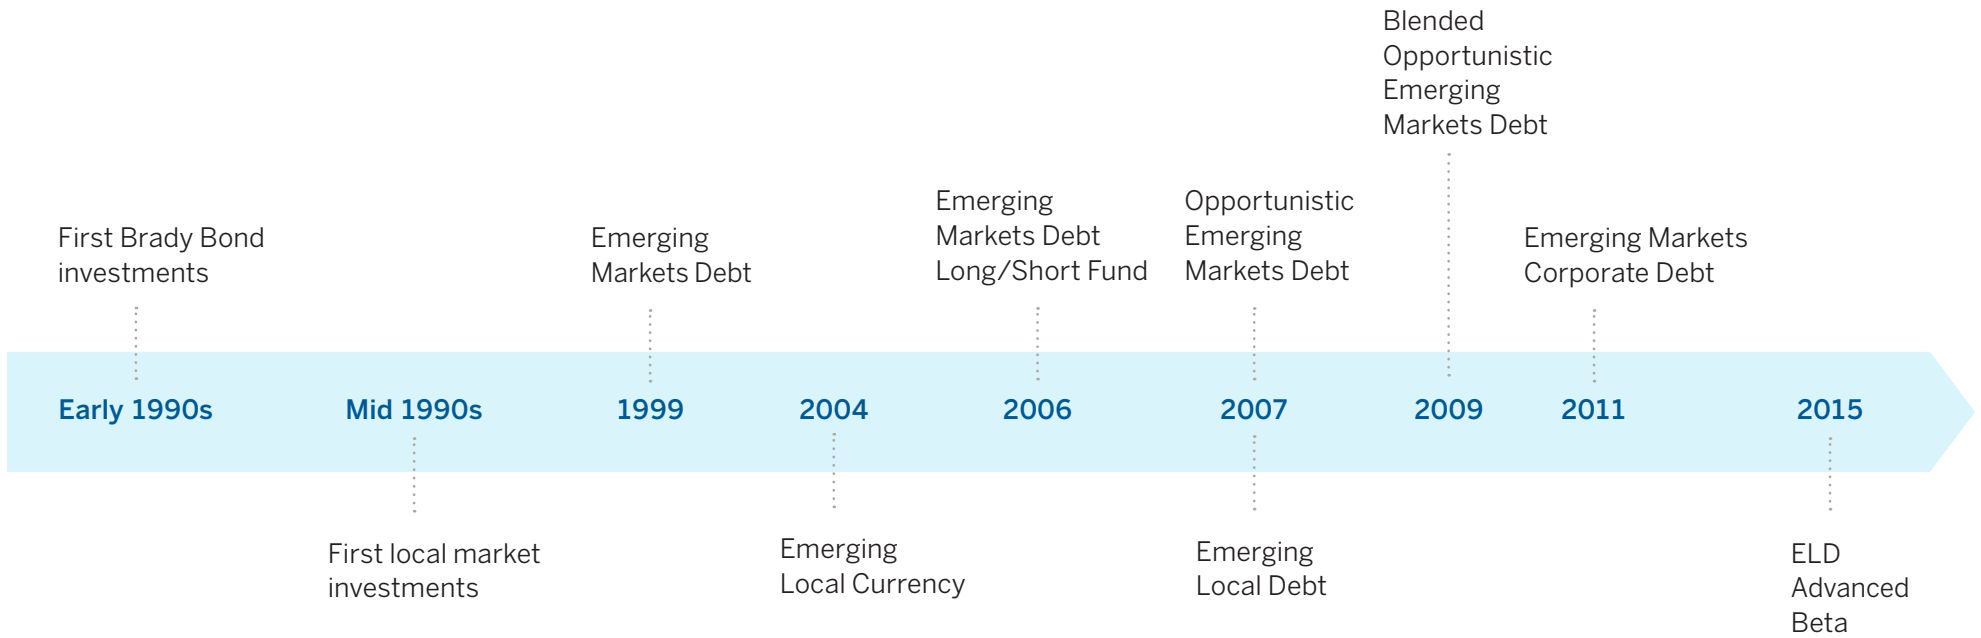 Blended
Opportunistic
Emerging
Markets Debt
First Brady Bond
investments
Emerging
Markets Debt
Emerging
Markets Debt
Long/Short Fund
Opportunistic
Emerging
Markets Debt
Emerging Markets
Corporate Debt
Early 1990s
Mid 1990s
1999
2004
2006
2007
2009
2011
2015
First local market
investments
Emerging
Local Currency
Emerging
Local Debt
ELD
Advanced
Beta